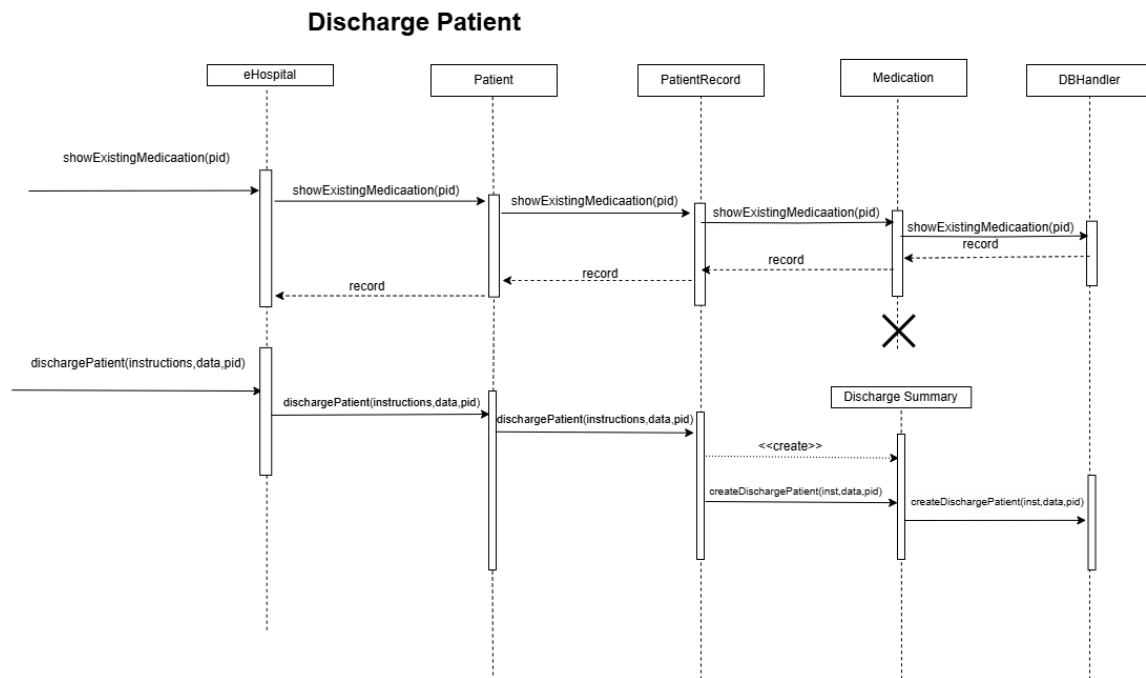 Discharge Patient
eHospital
Patient
PatientRecord
Medication
DBHandler
showExistingMedicaation(pid)
showExistingMedicaation(pid)
showExistingMedicaation(pid)
showExistingMedicaation(pid)
showExistingMedicaation(pid)
record
record
record
record
dischargePatient(instructions,data,pid)
dischargePatient(instructions,data,pid)
dischargePatient(instructions,data,pid)
Discharge Summary
<<create>>
createDischargePatient(inst,data,pid)
createDischargePatient(inst,data,pid)